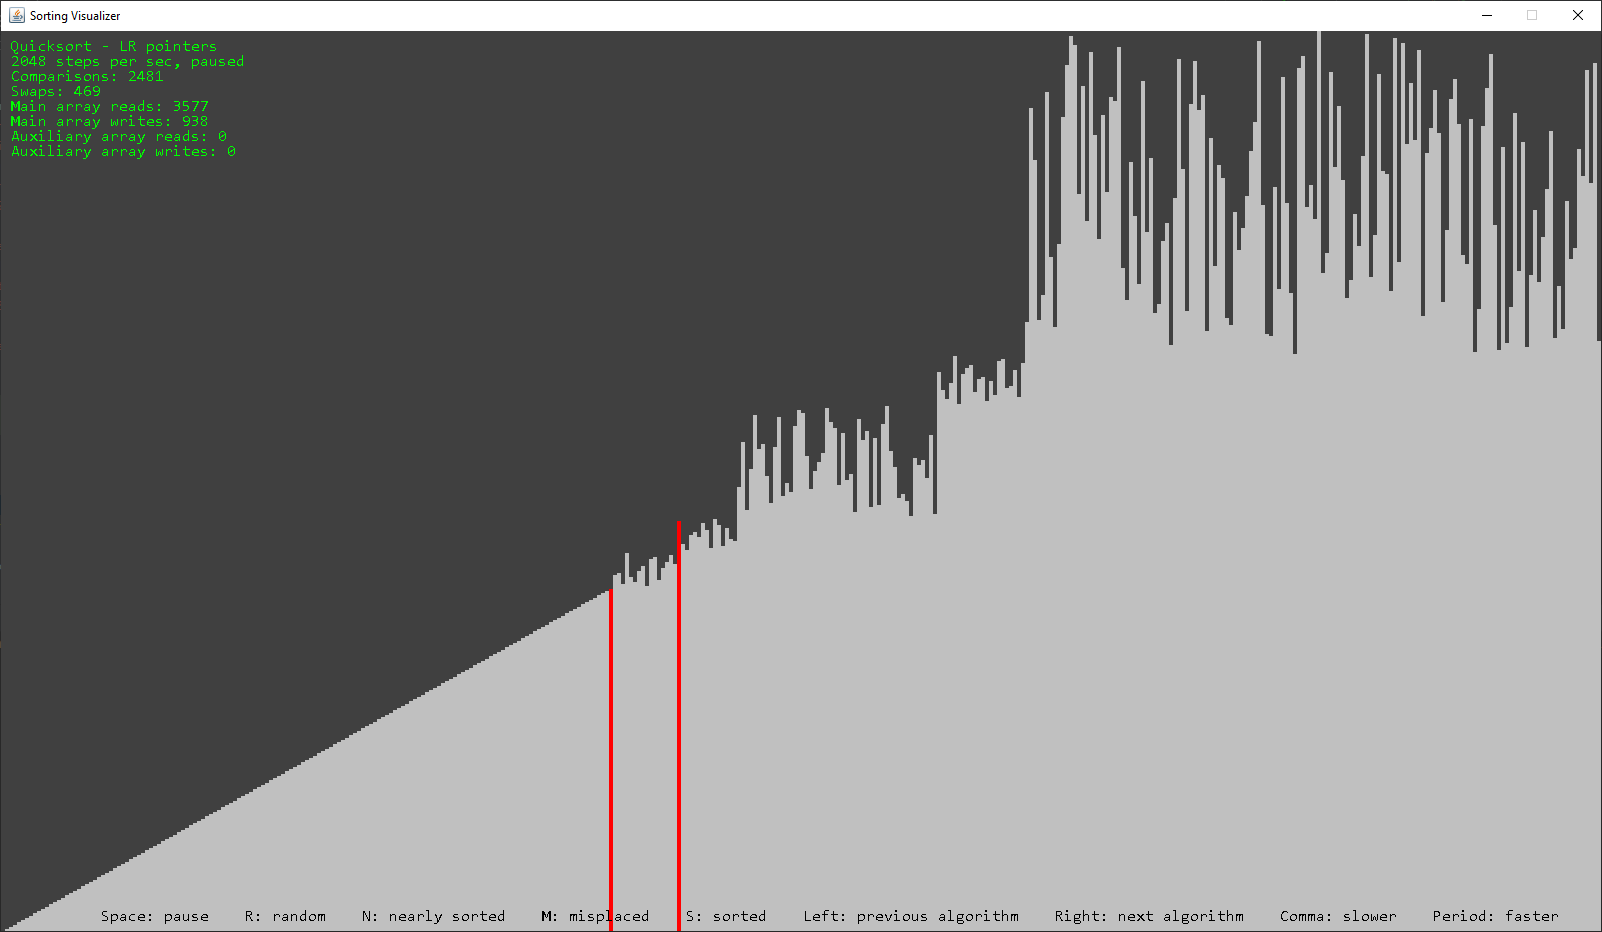 Sorting Visualizer
Quicksort - LR pointers
2048 steps per sec, paused
Comparisons: 2481
Swaps: 469
Main array reads: 3577
Main array writes: 938
Auxiliary array reads: 0
Auxiliary array writes: 0
Space: pause R: random N: nearly sorted M: misplaced S: sorted Left: previous algorithm Right: next algorithm Comma: slower Period: faster